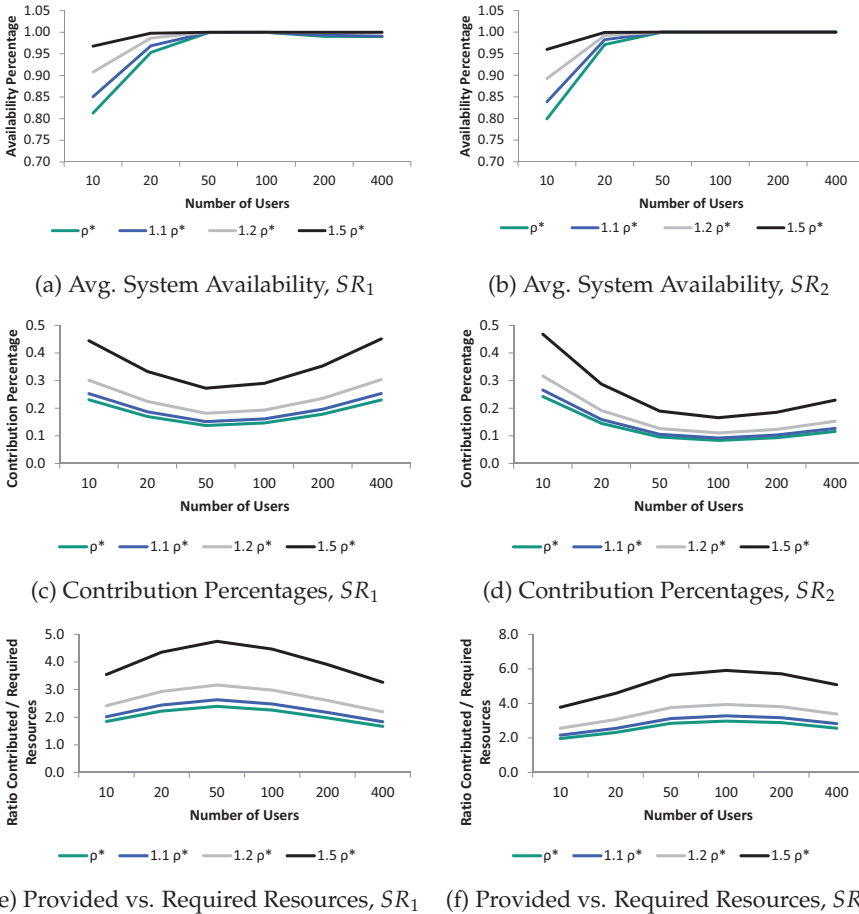 Availability Percentage
1.05
1.00
0.95
0.90
0.85
0.80
0.75
0.70
10 20 50 100 200 400
Number of Users
ρ* 1.1 ρ* 1.2 ρ* 1.5 ρ*
(a) Avg. System Availability, SR1
Availability Percentage
1.05
1.00
0.95
0.90
0.85
0.80
0.75
0.70
10 20 50 100 200 400
Number of Users
ρ* 1.1 ρ* 1.2 ρ* 1.5 ρ*
(b) Avg. System Availability, SR2
Contribution Percentage
0.5
0.4
0.3
0.2
0.1
0.0
10 20 50 100 200 400
Number of Users
ρ* 1.1 ρ* 1.2 ρ* 1.5 ρ*
(c) Contribution Percentages, SR1
Contribution Percentage
0.5
0.4
0.3
0.2
0.1
0.0
10 20 50 100 200 400
Number of Users
ρ* 1.1 ρ* 1.2 ρ* 1.5 ρ*
(d) Contribution Percentages, SR2
Ratio Contributed / Required
Resources
5.0
4.0
3.0
2.0
1.0
0.0
10 20 50 100 200 400
Number of Users
ρ* 1.1 ρ* 1.2 ρ* 1.5 ρ*
e) Provided vs. Required Resources, SR1
Ratio Contributed / Required
Resources
8.0
6.0
4.0
2.0
0.0
10 20 50 100 200 400
Number of Users
ρ* 1.1 ρ* 1.2 ρ* 1.5 ρ*
(f) Provided vs. Required Resources, SR